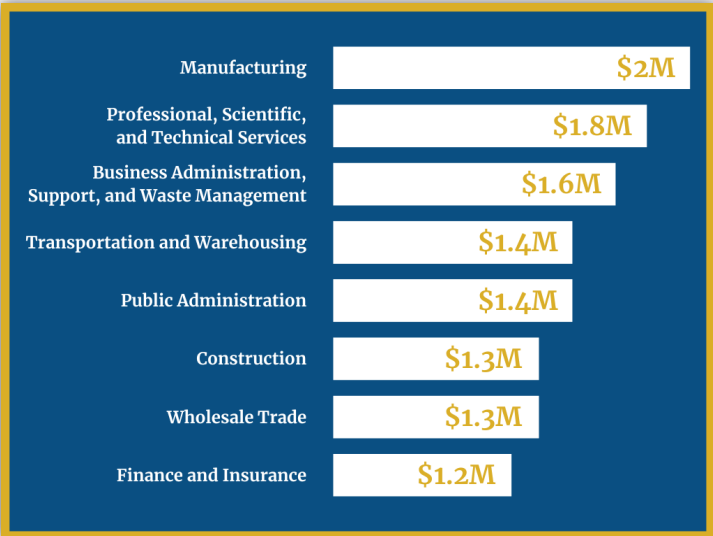 Manufacturing $2M
Professional, Scientific,
and Technical Services $1.8M
Business Administration,
Support, and Waste Management $1.6M
Transportation and Warehousing $1.4M
Public Administration $1.4M
Construction $1.3M
Wholesale Trade $1.3M
Finance and Insurance $1.2M